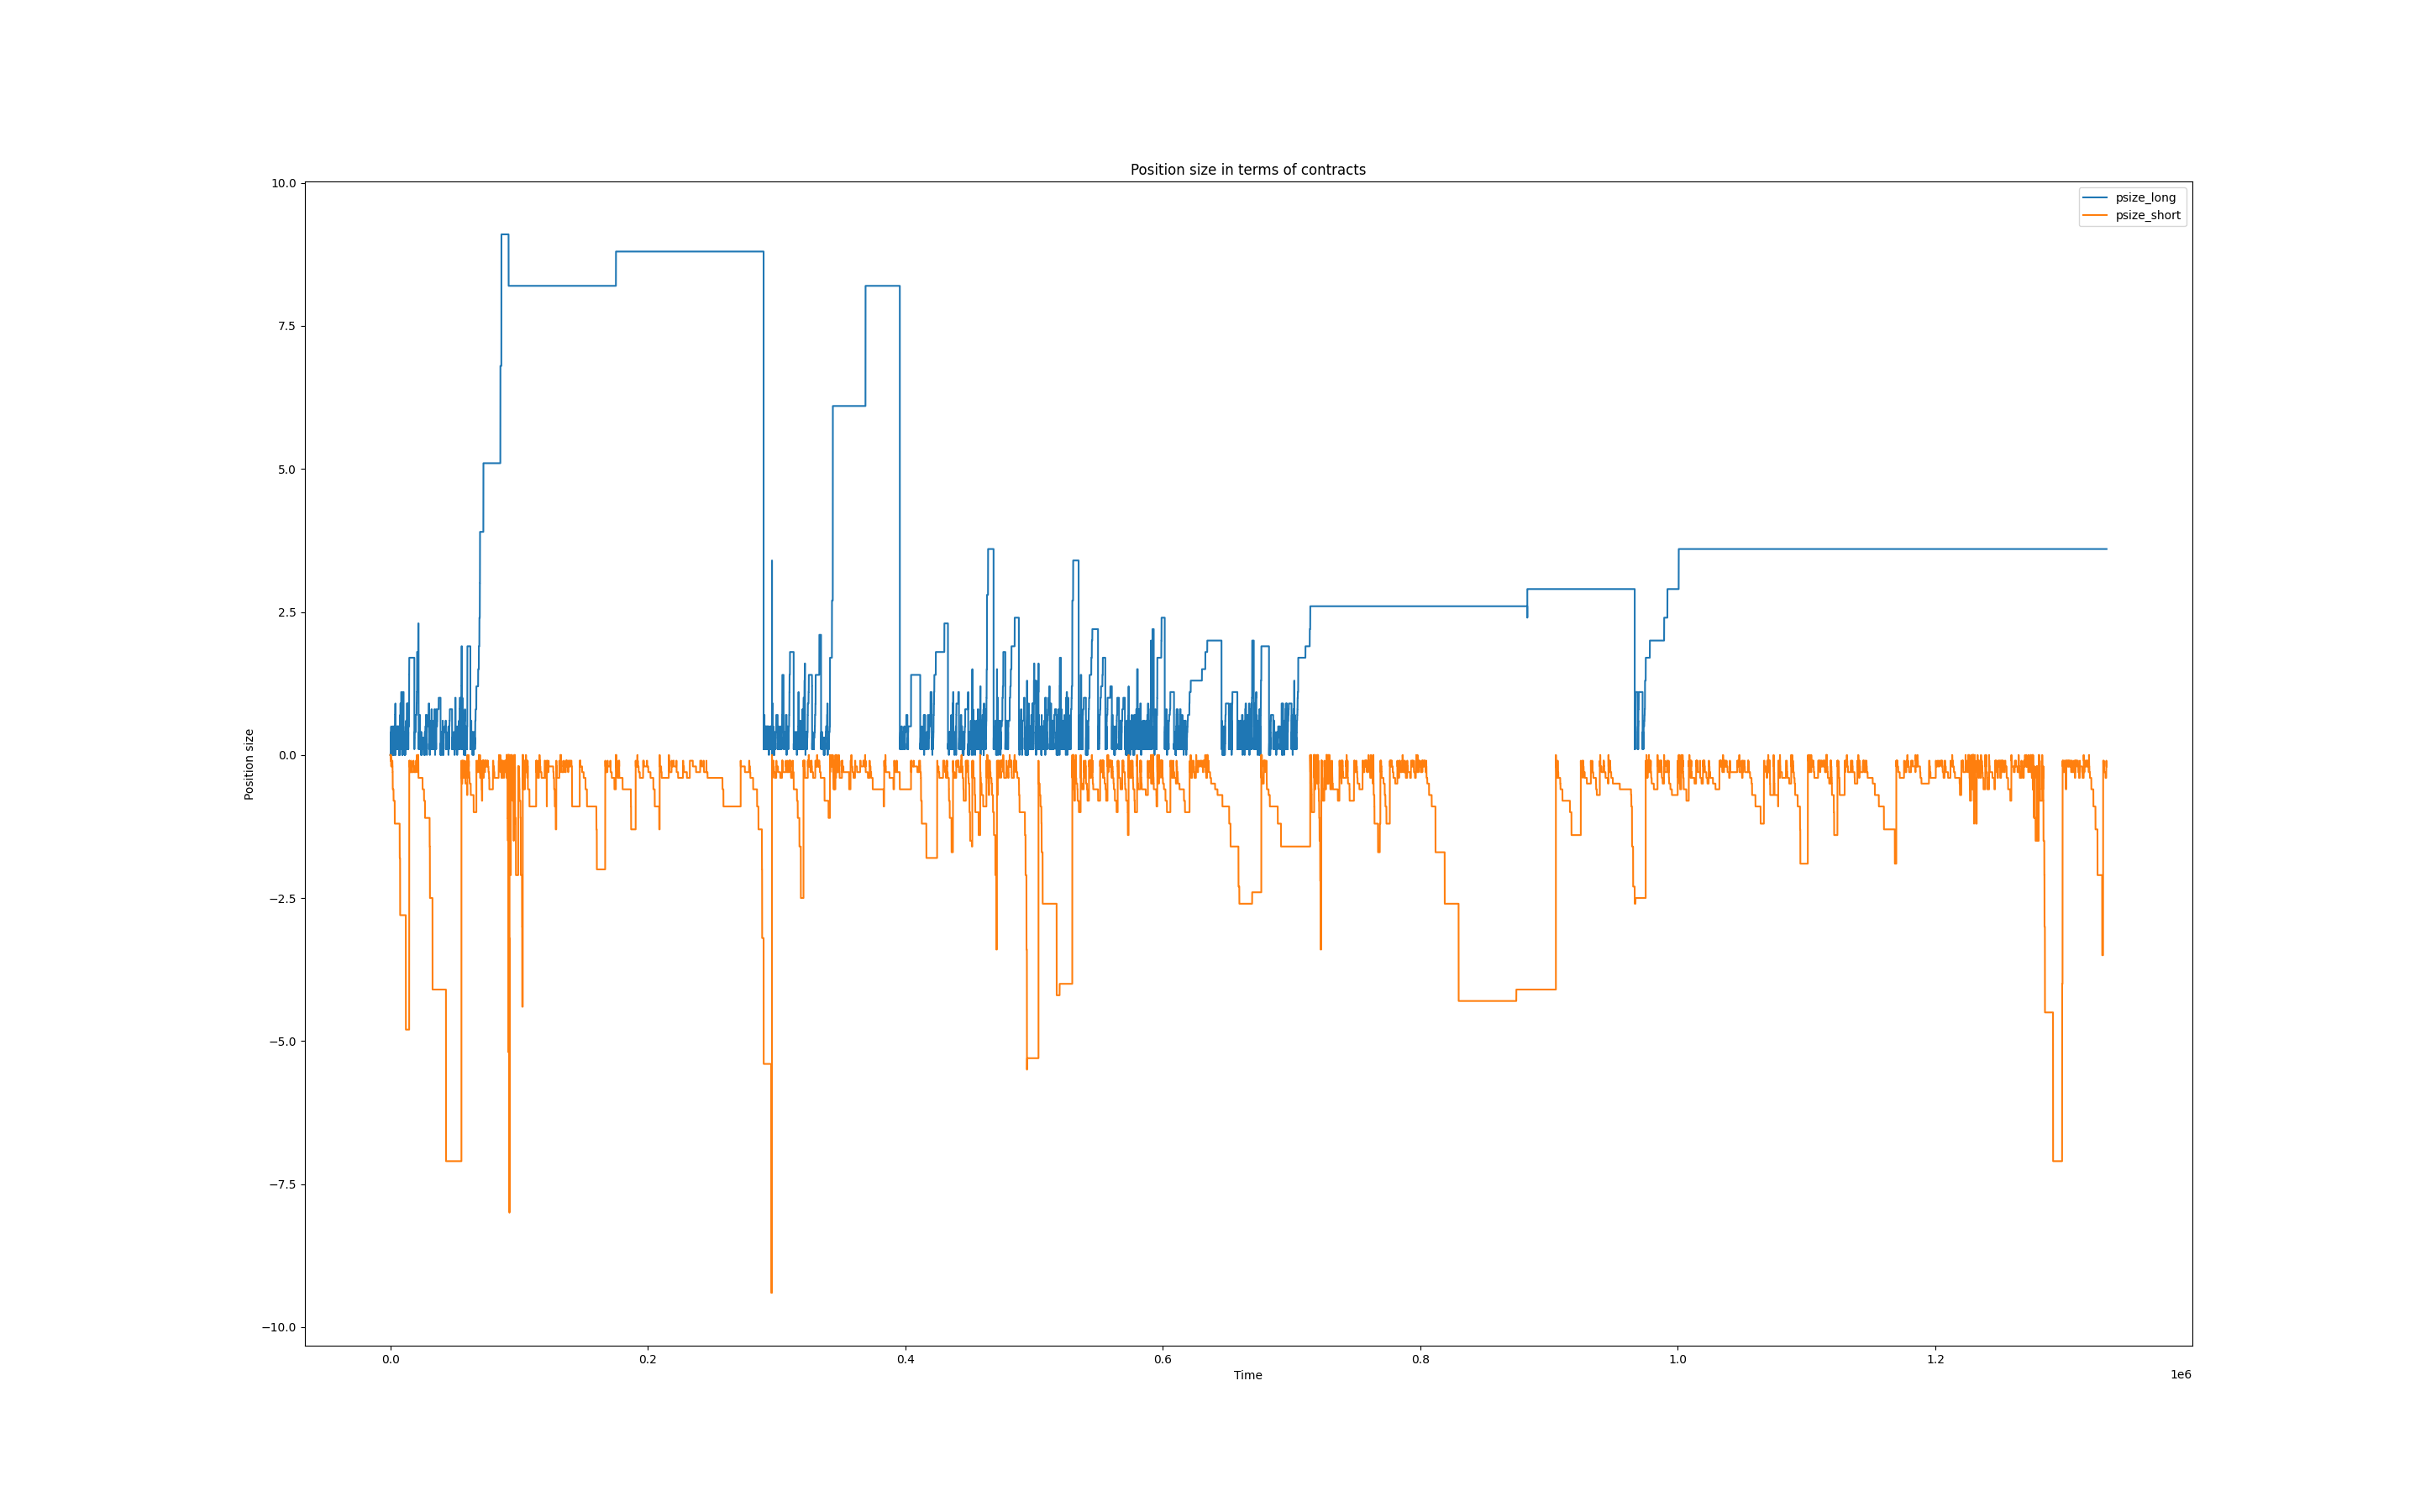 Position size in terms of contracts
psize_long
psize_short
Position size
10.0
7.5
5.0
2.5
0.0
−2.5
−5.0
−7.5
−10.0
0.0 0.2 0.4 0.6 0.8 1.0 1.2
1e6
Time